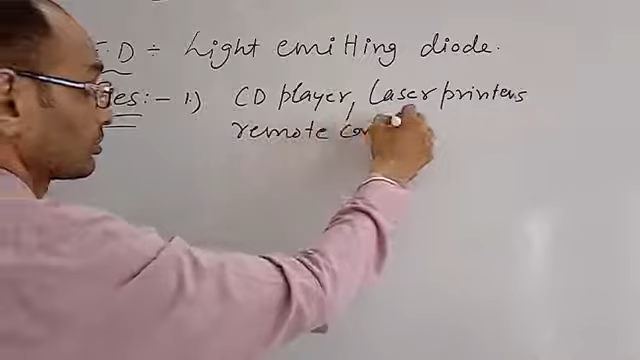 .D ÷ Light emitting diode.
es:- 1.) CD player, Laser printers
remote co